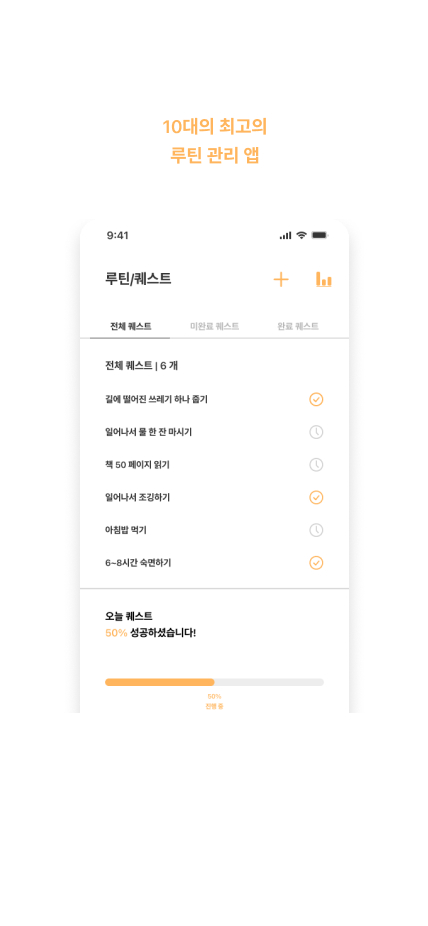 10대의 최고의
루틴 관리 앱
9:41
루틴/퀘스트
전체 퀘스트 미완료 퀘스트 완료 퀘스트
전체 퀘스트 | 6 개
길에 떨어진 쓰레기 하나 줍기
일어나서 물 한 잔 마시기
책 50 페이지 읽기
일어나서 조깅하기
아침밥 먹기
6~8시간 숙면하기
오늘 퀘스트
50% 성공하셨습니다!
50%
진행 중